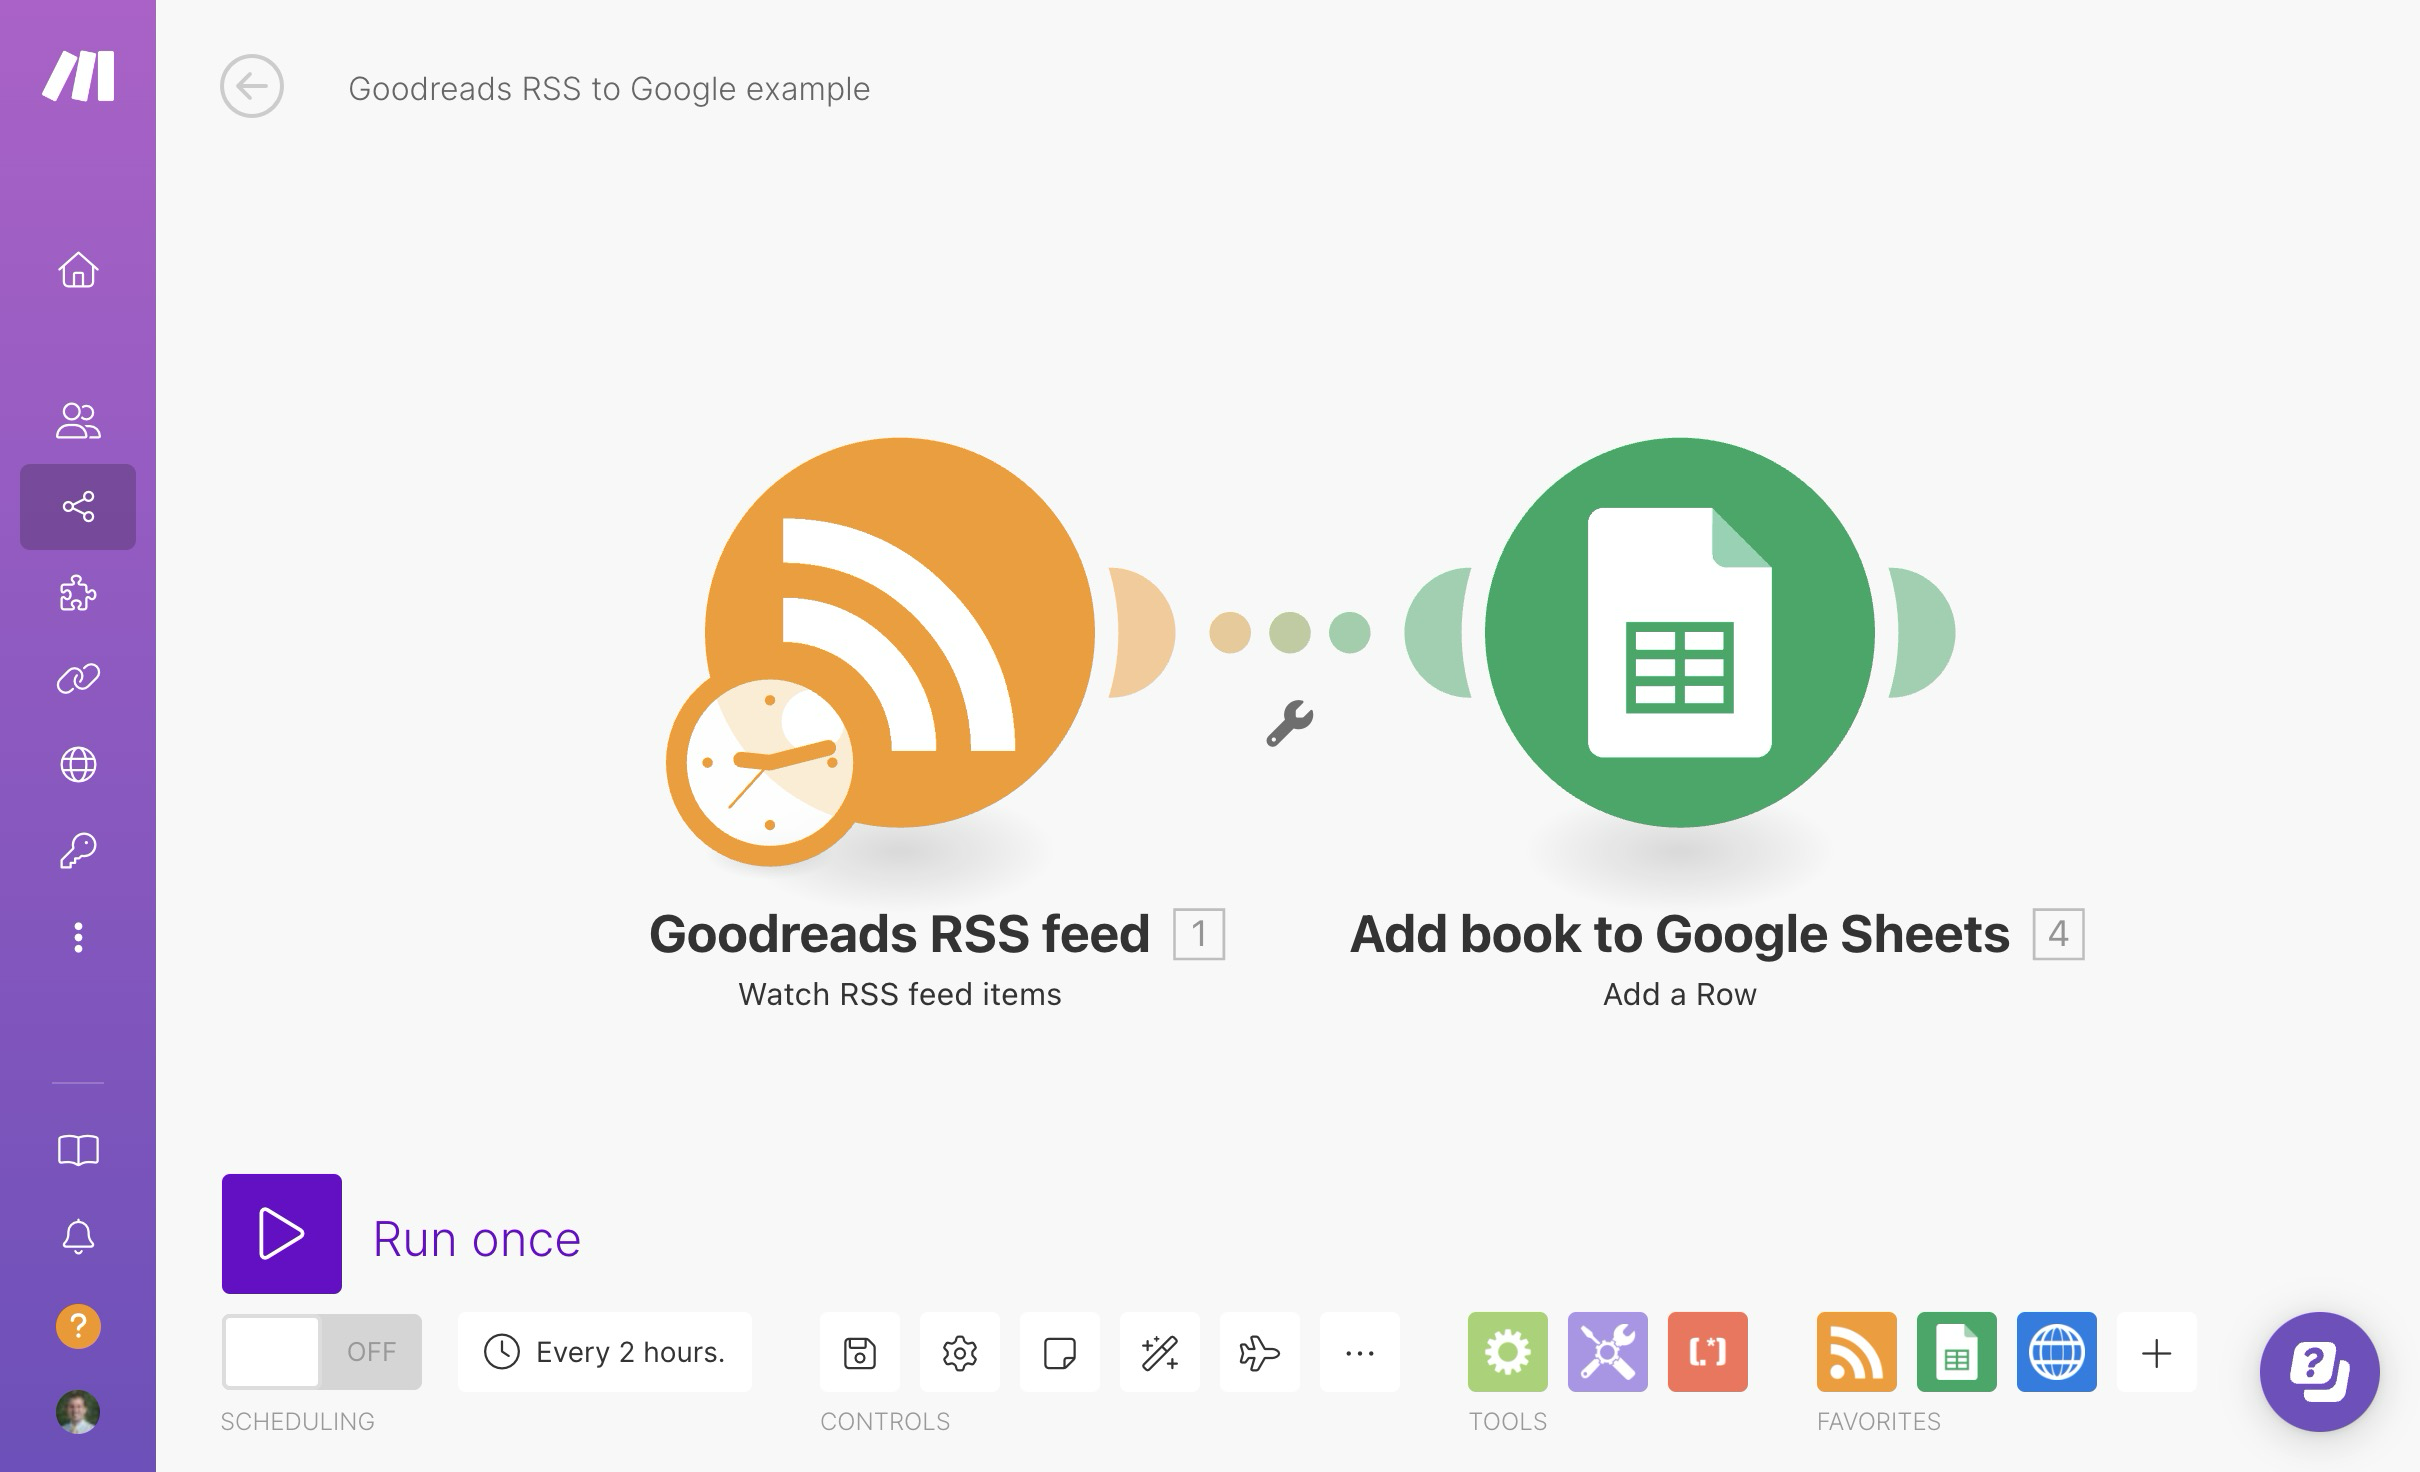 Goodreads RSS to Google example
Goodreads RSS feed 1
Watch RSS feed items
Add book to Google Sheets 4
Add a Row
Run once
OFF
Every 2 hours.
SCHEDULING
CONTROLS
TOOLS
FAVORITES